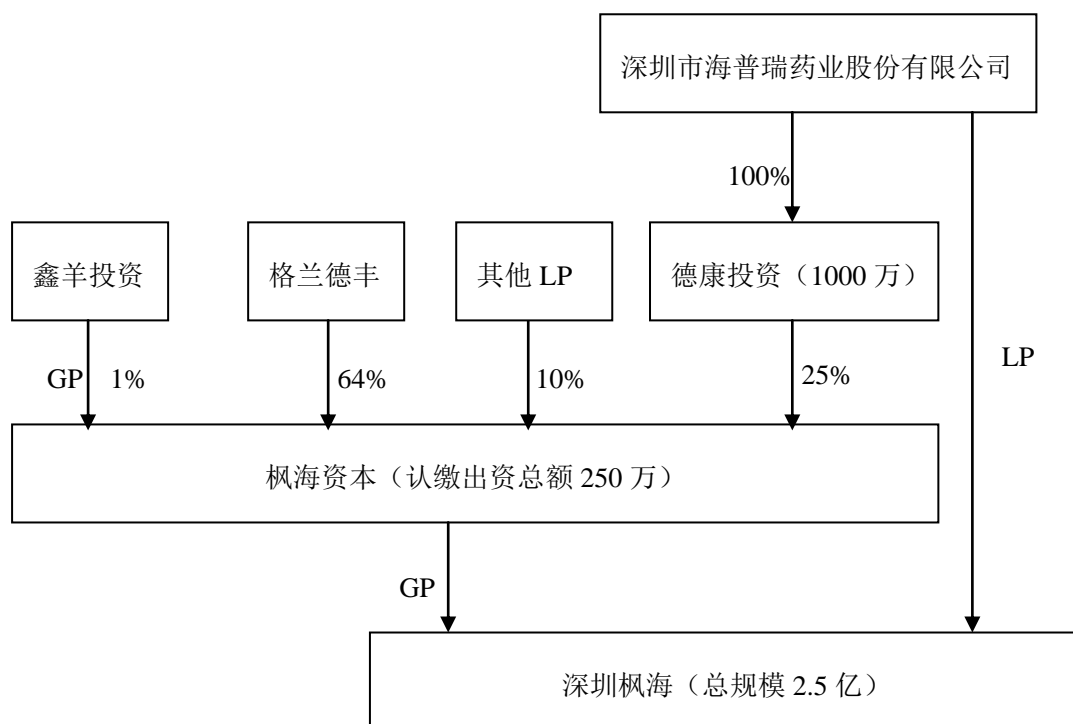 深圳市海普瑞药业股份有限公司
100%
鑫羊投资
格兰德丰
其他 LP
德康投资（1000 万）
GP
1%
64%
10%
25%
LP
枫海资本（认缴出资总额 250 万）
GP
深圳枫海（总规模 2.5 亿）